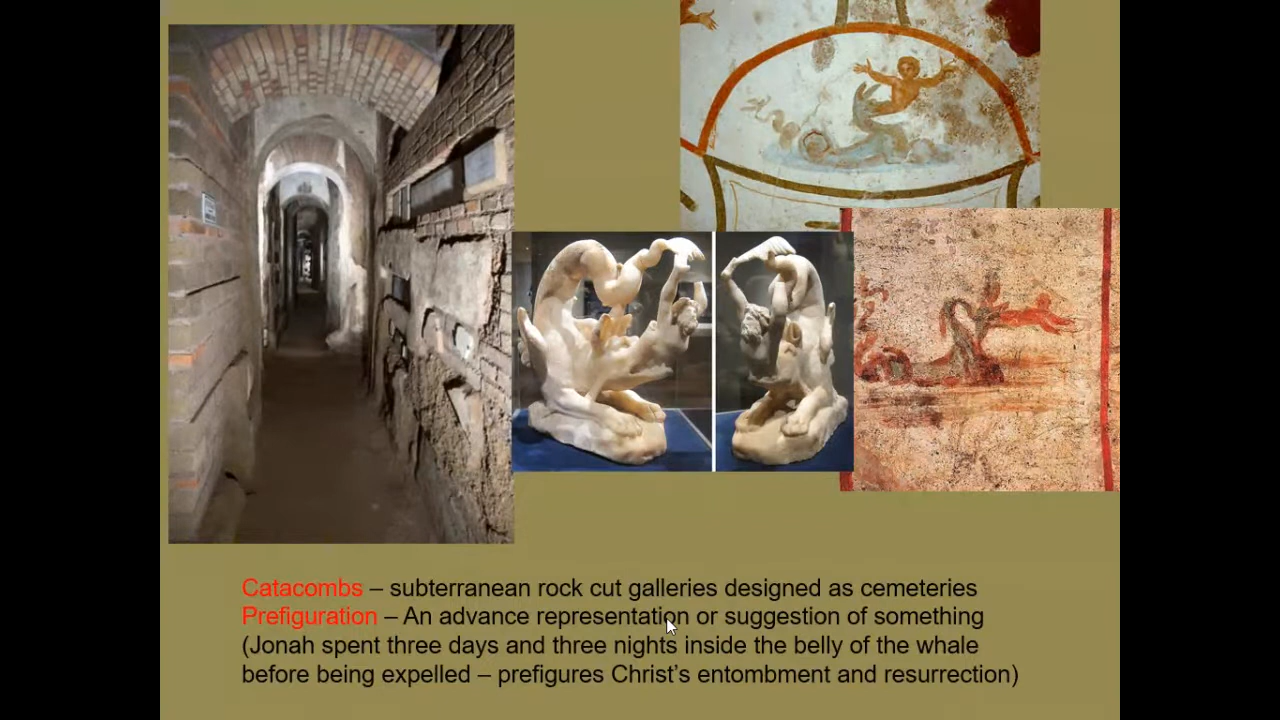 Catacombs – subterranean rock cut galleries designed as cemeteries
Prefiguration – An advance representation or suggestion of something
(Jonah spent three days and three nights inside the belly of the whale
before being expelled – prefigures Christ’s entombment and resurrection)